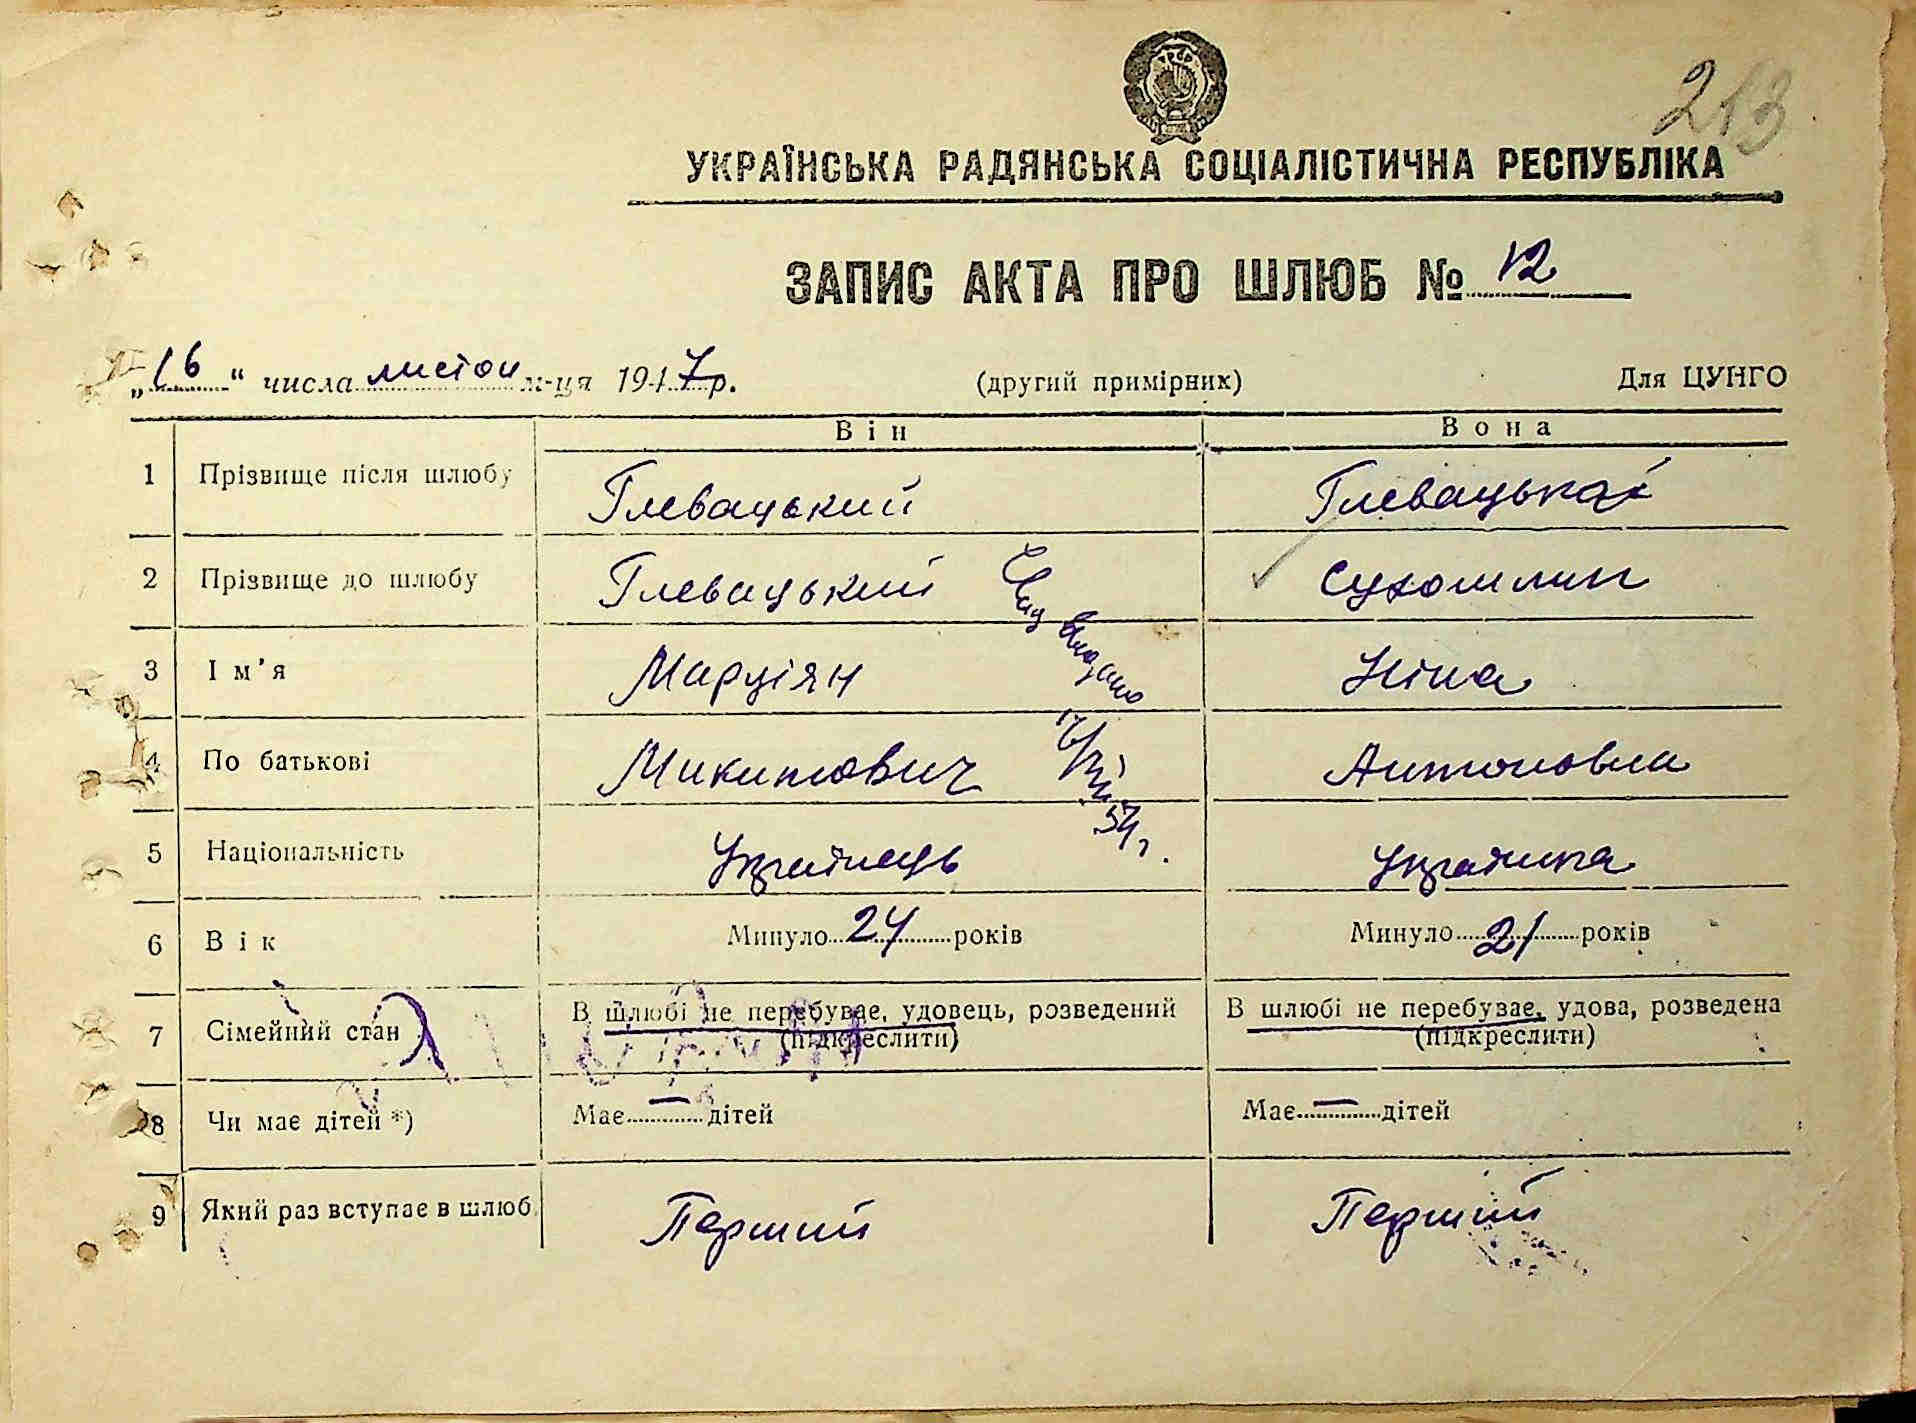 213
УКРАЇНСЬКА РАДЯНСЬКА СОЦІАЛІСТИЧНА РЕСПУБЛІКА
ЗАПИС АКТА ПРО ШЛЮБ № 12
„16“ числа листоп м-ця 1947 р. (другий примірник) Для ЦУНГО
Він Вона
1 Прізвище після шлюбу Глевацький Глевацька
2 Прізвище до шлюбу Глевацький Сухомлин
3 Ім'я Марціян Ніна
4 По батькові Микитович Антоновна
5 Національність Українець Українка
6 Вік Минуло 24 років Минуло 21 років
7 Сімейний стан В шлюбі не перебуває, удовець, розведений В шлюбі не перебуває, удова, розведена
(підкреслити) (підкреслити)
8 Чи має дітей *) Має — дітей Має — дітей
9 Який раз вступає в шлюб Перший Перший